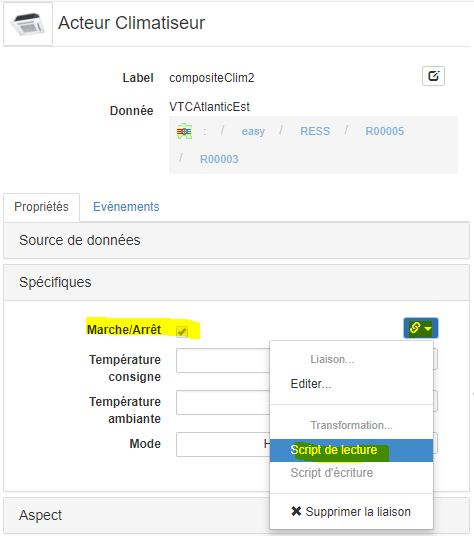 Acteur Climatiseur
Label compositeClim2
Donnée VTCAtlanticEst
: / easy / RESS / R00005
/ R00003
Propriétés Evénements
Source de données
Spécifiques
Marche/Arrêt
Liaison...
Température
consigne
Editer...
Température
ambiante
Transformation...
Mode H
Script de lecture
Script d'écriture
Supprimer la liaison
Aspect